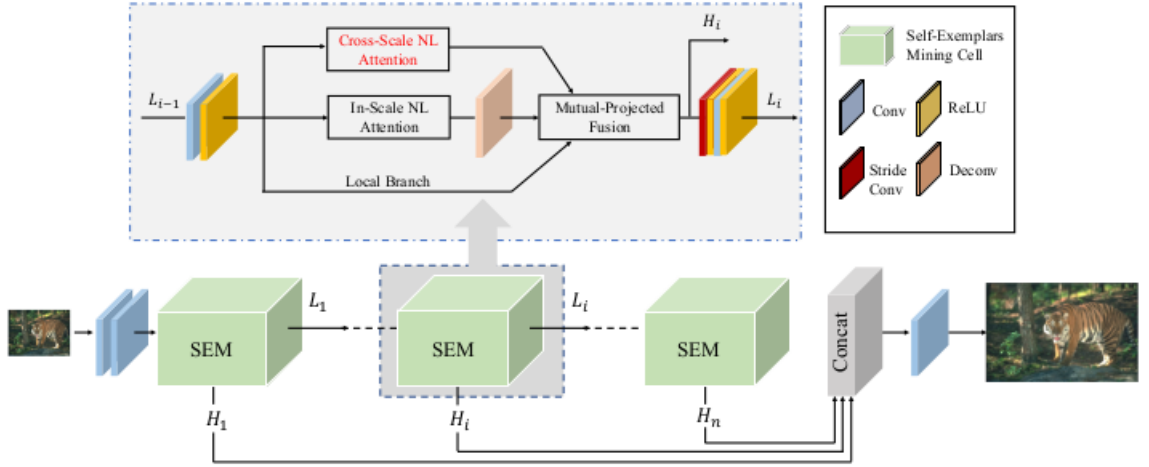 Cross-Scale NL
Attention
H_i
L_{i-1}
In-Scale NL
Attention
Mutual-Projected
Fusion
L_i
Local Branch
Self-Exemplars
Mining Cell
Conv
ReLU
Stride
Conv
Deconv
SEM
L_1
SEM
L_i
SEM
Concat
H_1
H_i
H_n